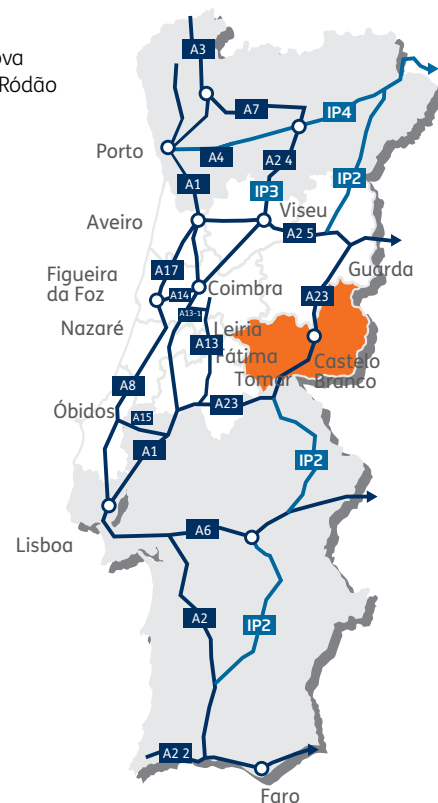 ova
Ródão
A3
A7
IP4
Porto
A4
A2 4
IP2
A1
IP3
Aveiro
Viseu
A2 5
A17
Guarda
Figueira
da Foz
A14
Coimbra
A23
A13-1
Nazaré
Leiria
A13
Fátima
Castelo
Branco
Tomar
A8
Óbidos
A15
A23
A1
IP2
A6
Lisboa
A2
IP2
A2 2
Faro